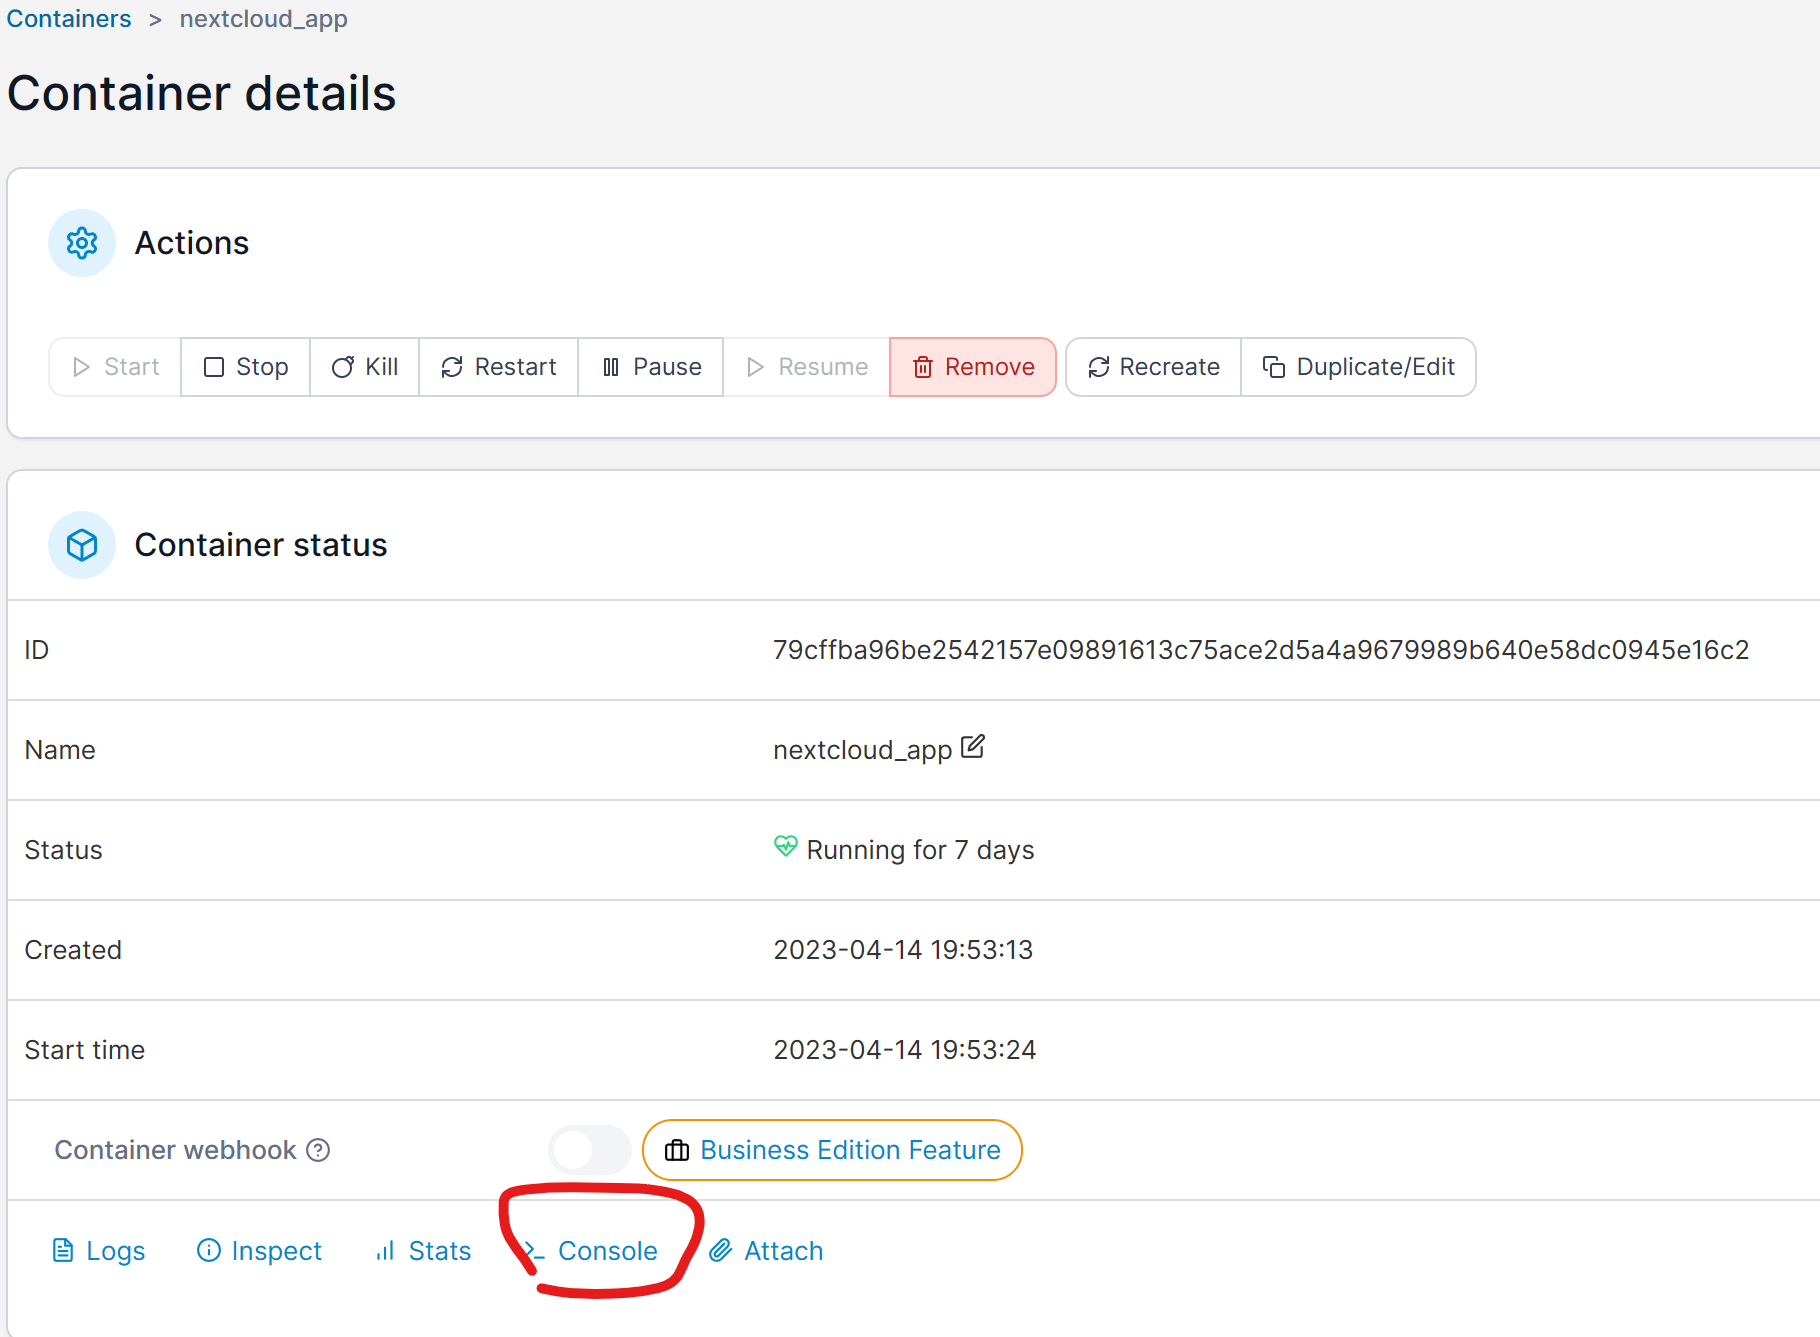 Containers > nextcloud_app
Container details
Actions
Start Stop Kill Restart Pause Resume Remove Recreate Duplicate/Edit
Container status
ID 79cffba96be2542157e09891613c75ace2d5a4a9679989b640e58dc0945e16c2
Name nextcloud_app
Status Running for 7 days
Created 2023-04-14 19:53:13
Start time 2023-04-14 19:53:24
Container webhook Business Edition Feature
Logs Inspect Stats >_ Console Attach